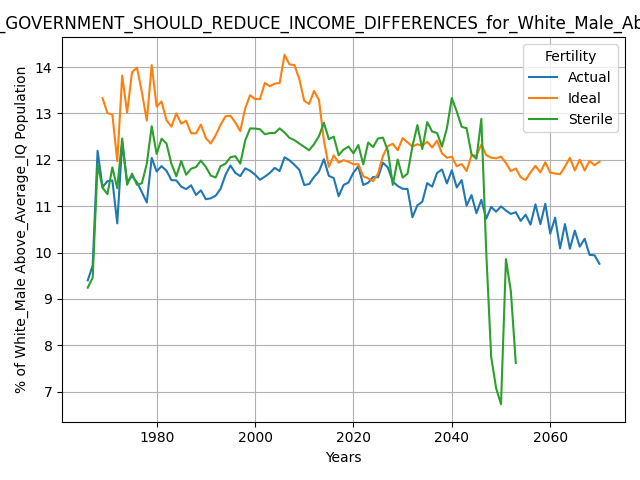 _GOVERNMENT_SHOULD_REDUCE_INCOME_DIFFERENCES_for_White_Male_Ab
Fertility
Actual
Ideal
Sterile
% of White_Male Above_Average_IQ Population
14
13
12
11
10
9
8
7
1980
2000
2020
2040
2060
Years